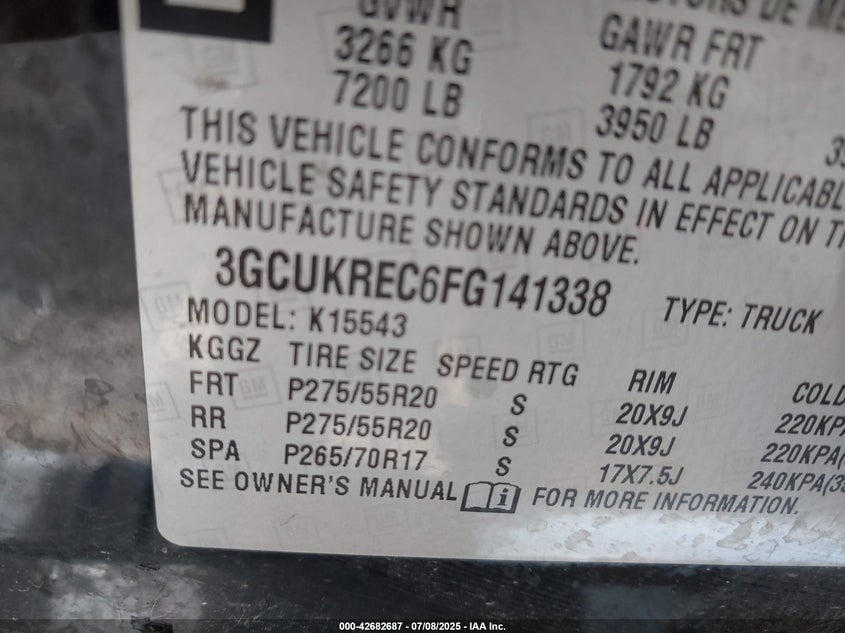 GVWR
3266 KG
7200 LB
GAWR FRT
1792 KG
3950 LB
THIS VEHICLE CONFORMS TO ALL APPLICABLE
VEHICLE SAFETY STANDARDS IN EFFECT ON
MANUFACTURE SHOWN ABOVE.
3GCUKREC6FG141338 TYPE: TRUCK
MODEL: K15543
KGGZ TIRE SIZE SPEED RTG RIM COLD
FRT P275/55R20 S 20X9J 220KPA
RR P275/55R20 S 20X9J 220KPA(
SPA P265/70R17 S 17X7.5J 240KPA(35
SEE OWNER'S MANUAL FOR MORE INFORMATION.
000-42682687 - 07/08/2025 - IAA Inc.